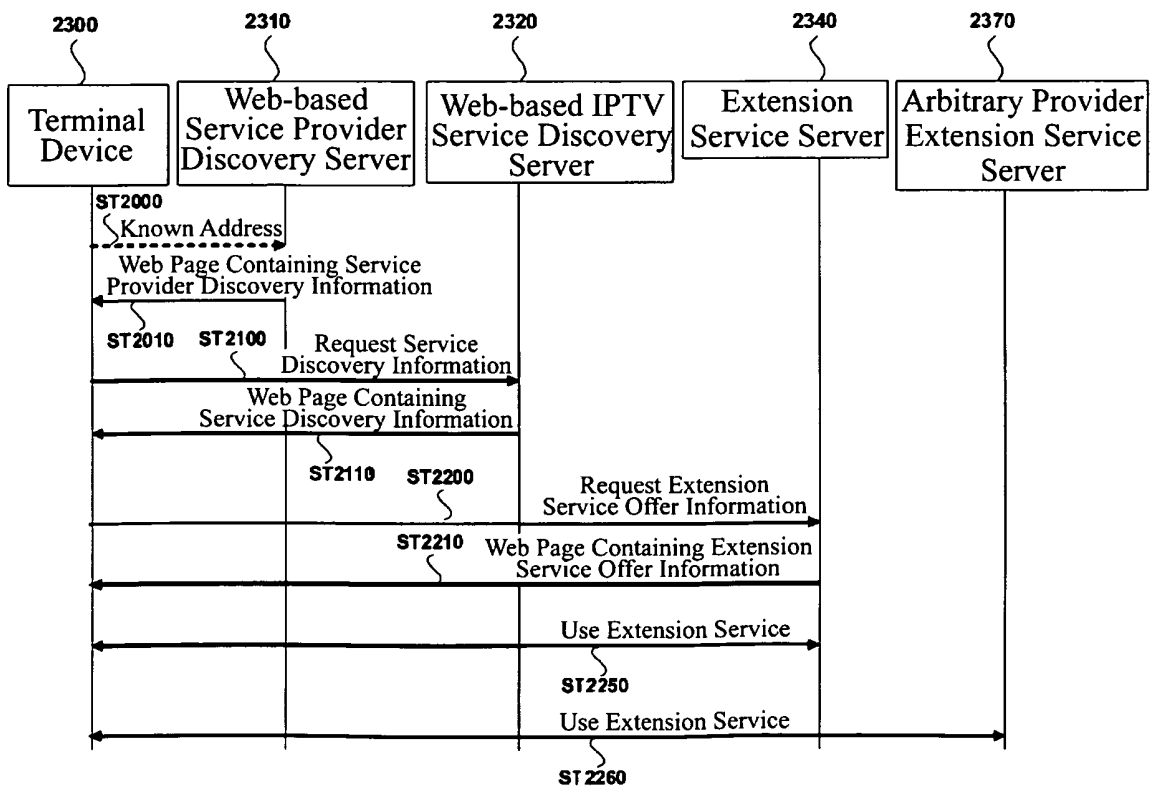 2300
2310
2320
2340
2370
Terminal
Device
Web-based
Service Provider
Discovery Server
Web-based IPTV
Service Discovery
Server
Extension
Service Server
Arbitrary Provider
Extension Service
Server
ST2000
Known Address
Web Page Containing Service
Provider Discovery Information
ST2010
ST2100
Request Service
Discovery Information
Web Page Containing
Service Discovery Information
ST2110
ST2200
Request Extension
Service Offer Information
ST2210
Web Page Containing Extension
Service Offer Information
Use Extension Service
ST2250
Use Extension Service
ST2260